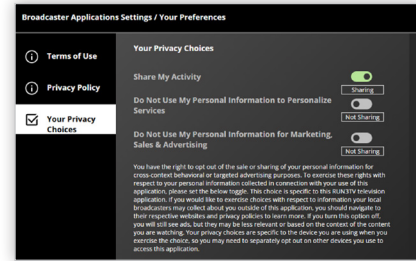 Broadcaster Applications Settings / Your Preferences
Terms of Use
Privacy Policy
Your Privacy
Choices
Your Privacy Choices
Share My Activity
Sharing
Do Not Use My Personal Information to Personalize
Services
Not Sharing
Do Not Use My Personal Information for Marketing,
Sales & Advertising
Not Sharing
You have the right to opt out of the sale or sharing of your personal information for
cross-context behavioral or targeted advertising purposes. To exercise these rights with
respect to your personal information collected in connection with your use of this
application, please set the below toggle. This choice is specific to this RUN3TV television
application. If you would like to exercise choices with respect to information your local
broadcasters may collect about you outside of this application, you should navigate to
their respective websites and privacy policies to learn more. If you turn this option off,
you will still see ads, but they may be less relevant or based on the context of the content
you are watching. Your privacy choices are specific to the device you are using when you
exercise the choice, so you may need to separately opt out on other devices you use to
access this application.